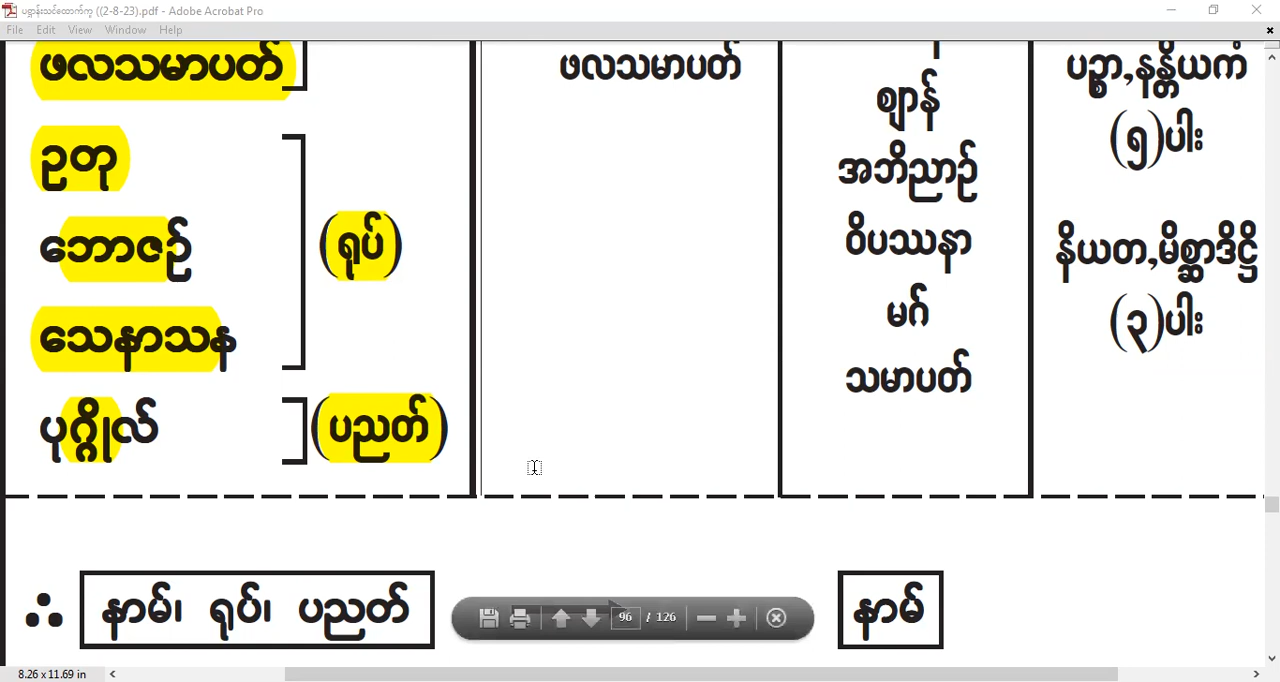 ပဋ္ဌာန်းသင်ထောက်ကူ ((2-8-23).pdf - Adobe Acrobat Pro
File Edit View Window Help
ဖလသမာပတ်
ဥတု
ဘောဇဉ်
သေနာသန
(ရုပ်)
ပုဂ္ဂိုလ်
(ပညတ်)
ဖလသမာပတ်
ဈာန်
အဘိညာဉ်
ဝိပဿနာ
မဂ်
သမာပတ်
ပဉ္စာ,နန္တိယကံ
(၅)ပါး
နိယတ,မိစ္ဆာဒိဋ္ဌိ
(၃)ပါး
∴ နာမ်၊ ရုပ်၊ ပညတ်
နာမ်
96 / 126
8.26 x 11.69 in